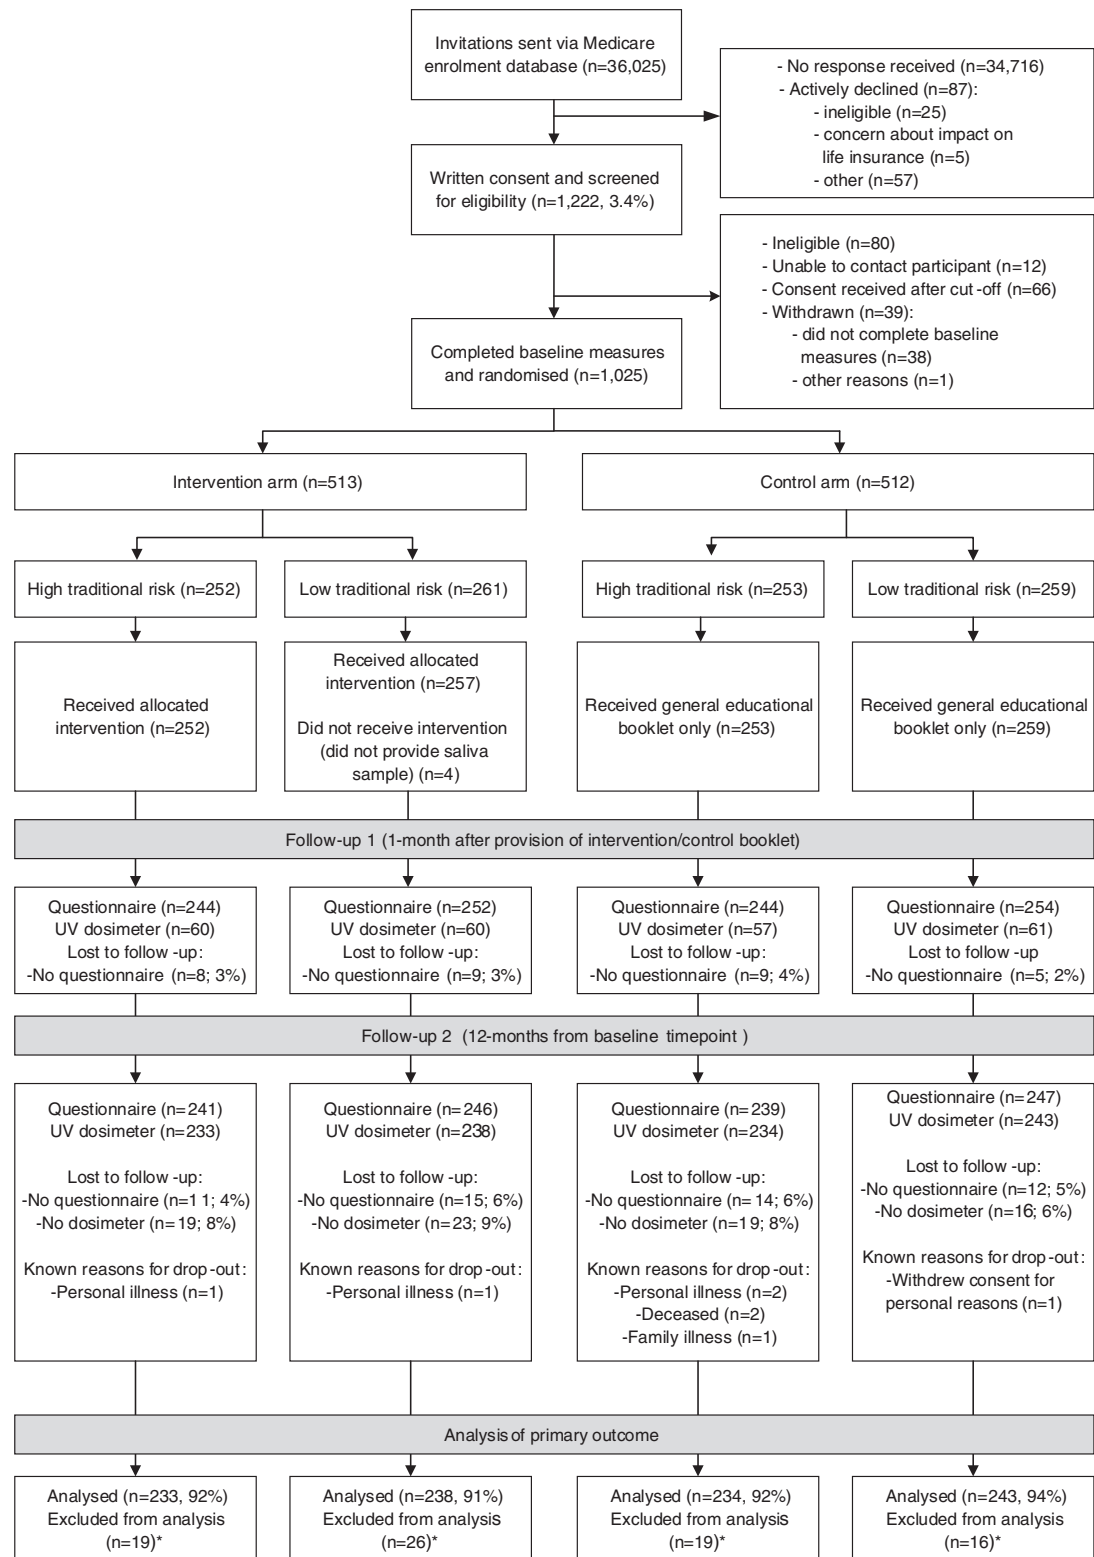 Invitations sent via Medicare
enrolment database (n=36,025)
- No response received (n=34,716)
- Actively declined (n=87):
- ineligible (n=25)
- concern about impact on
life insurance (n=5)
- other (n=57)
Written consent and screened
for eligibility (n=1,222, 3.4%)
- Ineligible (n=80)
- Unable to contact participant (n=12)
- Consent received after cut-off (n=66)
- Withdrawn (n=39):
- did not complete baseline
measures (n=38)
- other reasons (n=1)
Completed baseline measures
and randomised (n=1,025)
Intervention arm (n=513)
Control arm (n=512)
High traditional risk (n=252)
Low traditional risk (n=261)
High traditional risk (n=253)
Low traditional risk (n=259)
Received allocated
intervention (n=252)
Received allocated
intervention (n=257)
Did not receive intervention
(did not provide saliva
sample) (n=4)
Received general educational
booklet only (n=253)
Received general educational
booklet only (n=259)
Follow-up 1 (1-month after provision of intervention/control booklet)
Questionnaire (n=244)
UV dosimeter (n=60)
Lost to follow -up:
-No questionnaire (n=8; 3%)
Questionnaire (n=252)
UV dosimeter (n=60)
Lost to follow -up:
-No questionnaire (n=9; 3%)
Questionnaire (n=244)
UV dosimeter (n=57)
Lost to follow -up:
-No questionnaire (n=9; 4%)
Questionnaire (n=254)
UV dosimeter (n=61)
Lost to follow -up
-No questionnaire (n=5; 2%)
Follow-up 2 (12-months from baseline timepoint )
Questionnaire (n=241)
UV dosimeter (n=233)
Lost to follow -up:
-No questionnaire (n=11; 4%)
-No dosimeter (n=19; 8%)
Known reasons for drop-out:
-Personal illness (n=1)
Questionnaire (n=246)
UV dosimeter (n=238)
Lost to follow -up:
-No questionnaire (n=15; 6%)
-No dosimeter (n=23; 9%)
Known reasons for drop-out:
-Personal illness (n=1)
Questionnaire (n=239)
UV dosimeter (n=234)
Lost to follow -up:
-No questionnaire (n=14; 6%)
-No dosimeter (n=19; 8%)
Known reasons for drop-out:
-Personal illness (n=2)
-Deceased (n=2)
-Family illness (n=1)
Questionnaire (n=247)
UV dosimeter (n=243)
Lost to follow -up:
-No questionnaire (n=12; 5%)
-No dosimeter (n=16; 6%)
Known reasons for drop-out:
-Withdrew consent for
personal reasons (n=1)
Analysis of primary outcome
Analysed (n=233, 92%)
Excluded from analysis
(n=19)*
Analysed (n=238, 91%)
Excluded from analysis
(n=26)*
Analysed (n=234, 92%)
Excluded from analysis
(n=19)*
Analysed (n=243, 94%)
Excluded from analysis
(n=16)*